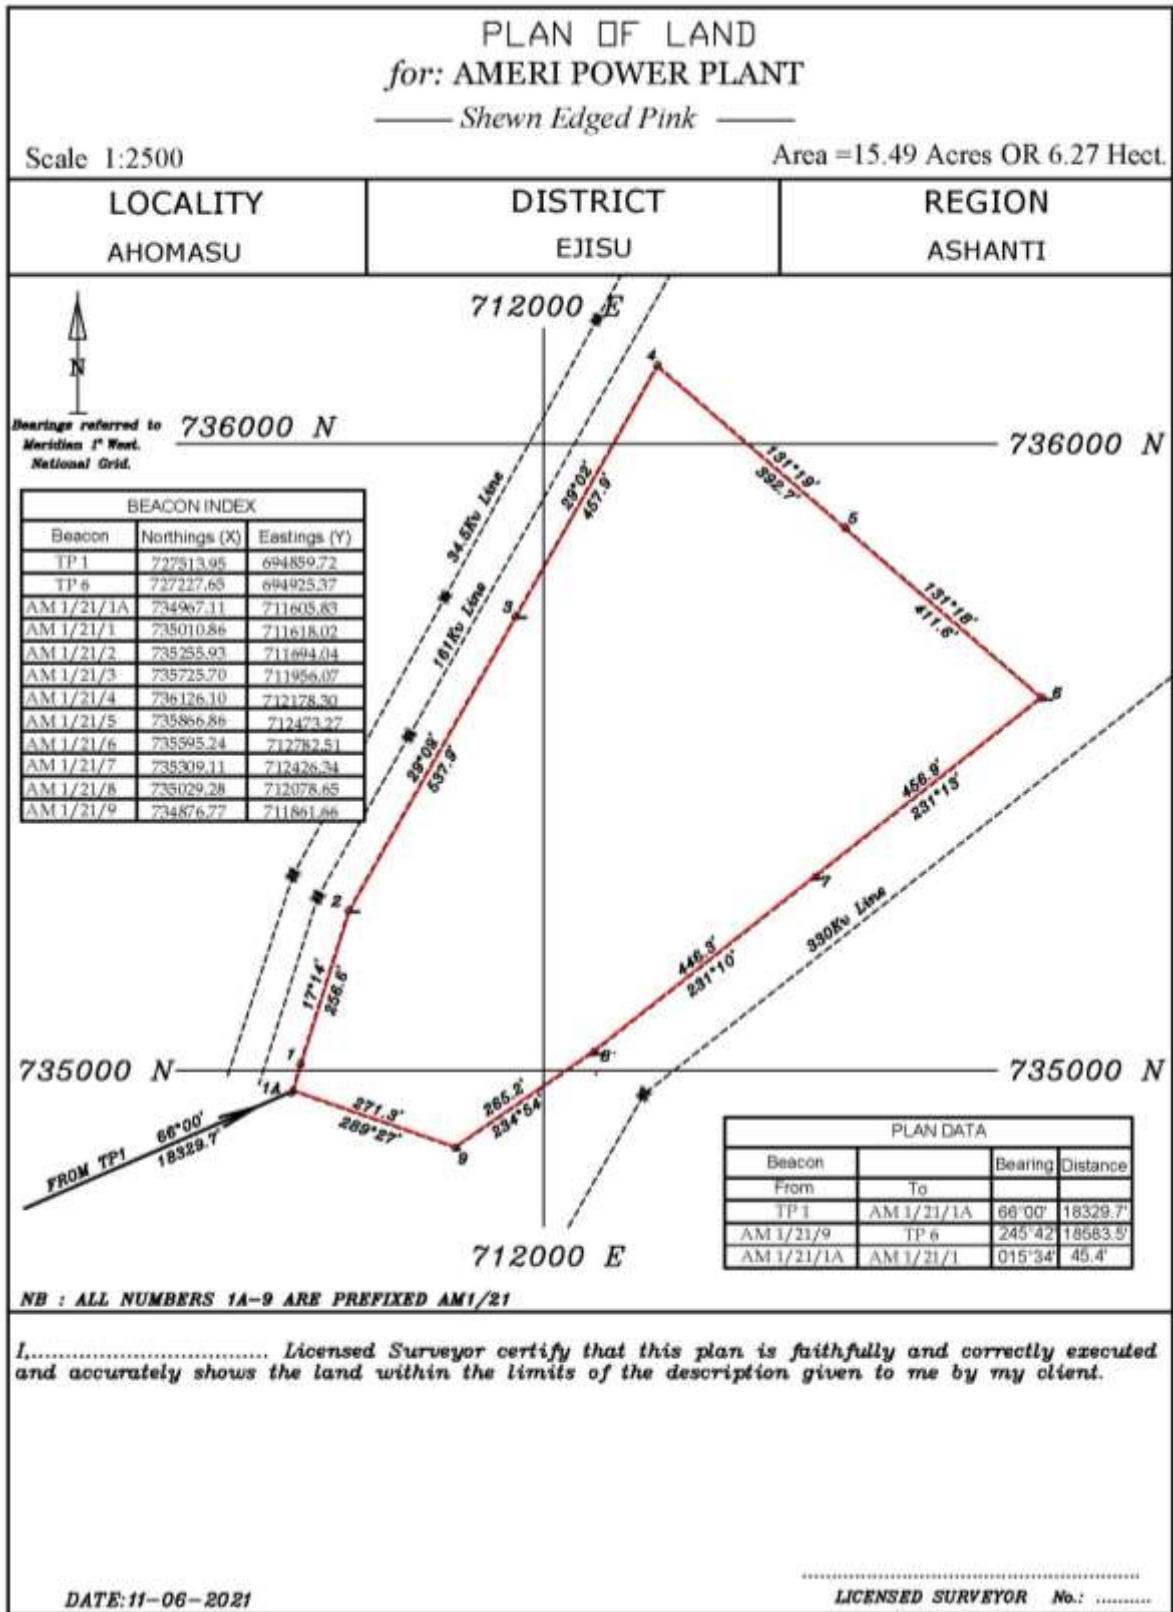 PLAN OF LAND
for: AMERI POWER PLANT
Shewn Edged Pink
Scale 1:2500
Area =15.49 Acres OR 6.27 Hect.
LOCALITY DISTRICT REGION
AHOMASU EJISU ASHANTI
712000 E
N
Bearings referred to
Meridian 1° West.
National Grid.
736000 N
736000 N
34.5Kv Line
161Kv Line
4
29°02'
457.9'
131°19'
392.7'
5
131°18'
411.6'
6
3
BEACON INDEX
Beacon Northings (X) Eastings (Y)
TP 1 727513.95 694859.72
TP 6 727227.65 694925.37
AM 1/21/1A 734967.11 711605.83
AM 1/21/1 735010.86 711618.02
AM 1/21/2 735255.93 711694.04
AM 1/21/3 735725.70 711956.07
AM 1/21/4 736126.10 712178.30
AM 1/21/5 735866.86 712473.27
AM 1/21/6 735595.24 712782.51
AM 1/21/7 735309.11 712426.34
AM 1/21/8 735029.28 712078.65
AM 1/21/9 734876.77 711861.66
29°09'
537.9'
456.9'
231°13'
2
7
330Kv Line
17°14'
256.6'
446.3'
231°10'
1
8
735000 N
735000 N
1A
66°00'
18329.7'
FROM TP1
271.3'
289°27'
265.2'
234°54'
9
712000 E
PLAN DATA
Beacon Bearing Distance
From To
TP 1 AM 1/21/1A 66°00' 18329.7'
AM 1/21/9 TP 6 245°42' 18583.5'
AM 1/21/1A AM 1/21/1 015°34' 45.4'
NB : ALL NUMBERS 1A-9 ARE PREFIXED AM1/21
I,.................................. Licensed Surveyor certify that this plan is faithfully and correctly executed
and accurately shows the land within the limits of the description given to me by my client.
DATE:11-06-2021
LICENSED SURVEYOR No.: ..........